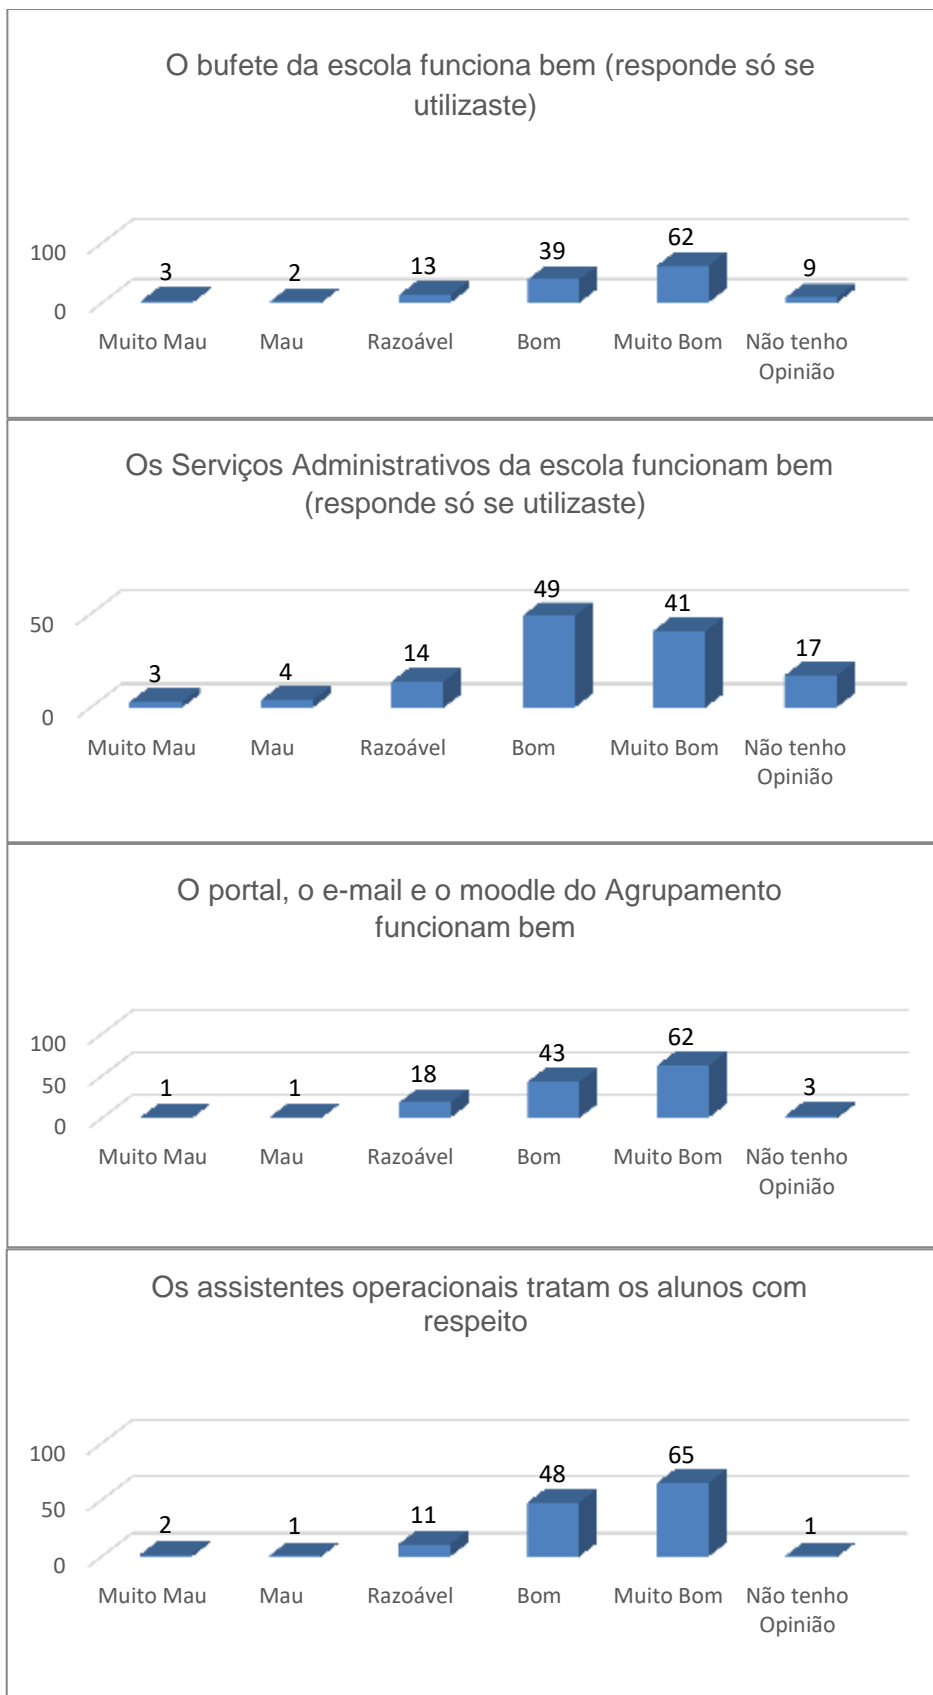 O bufete da escola funciona bem (responde só se
utilizaste)
100
0
3
2
13
39
62
9
Muito Mau
Mau
Razoável
Bom
Muito Bom
Não tenho
Opinião
Os Serviços Administrativos da escola funcionam bem
(responde só se utilizaste)
50
0
3
4
14
49
41
17
Muito Mau
Mau
Razoável
Bom
Muito Bom
Não tenho
Opinião
O portal, o e-mail e o moodle do Agrupamento
funcionam bem
100
50
0
1
1
18
43
62
3
Muito Mau
Mau
Razoável
Bom
Muito Bom
Não tenho
Opinião
Os assistentes operacionais tratam os alunos com
respeito
100
50
0
2
1
11
48
65
1
Muito Mau
Mau
Razoável
Bom
Muito Bom
Não tenho
Opinião